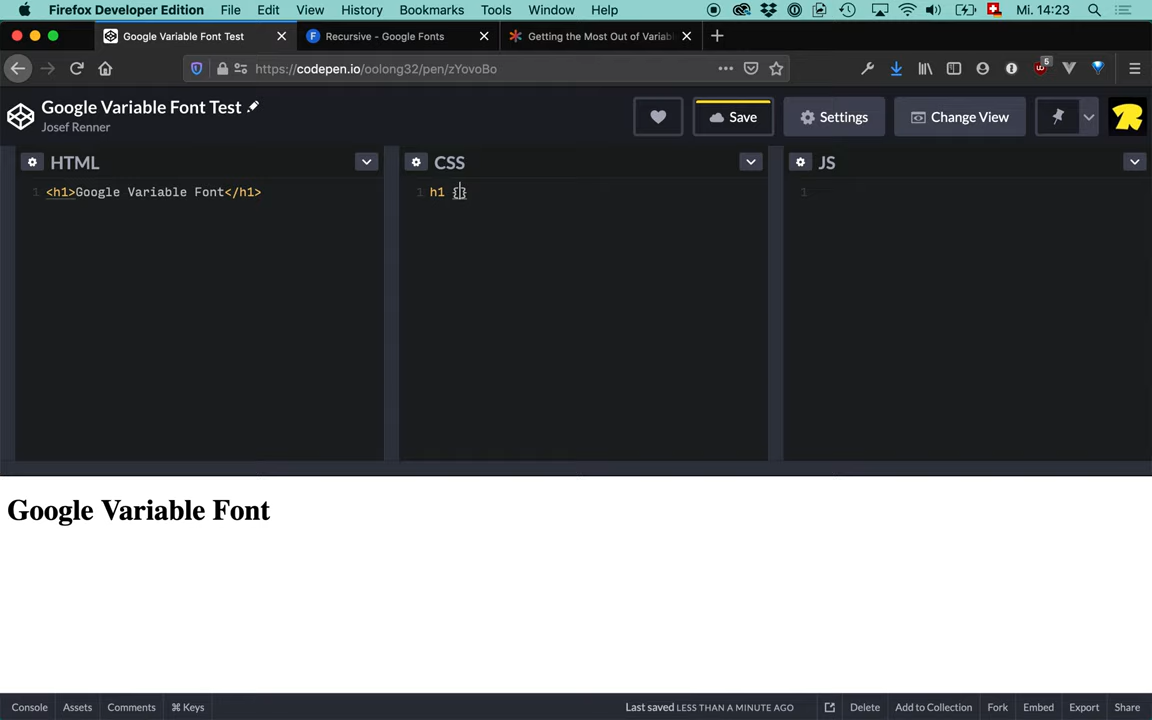 Firefox Developer Edition File Edit View History Bookmarks Tools Window Help Mi. 14:23
Google Variable Font Test Recursive - Google Fonts Getting the Most Out of Variab
https://codepen.io/oolong32/pen/zYovoBo 5
Google Variable Font Test
Josef Renner
Save Settings Change View
HTML CSS JS
1 <h1>Google Variable Font</h1> 1 h1 {} 1
Google Variable Font
Console Assets Comments ⌘ Keys Last saved LESS THAN A MINUTE AGO Delete Add to Collection Fork Embed Export Share